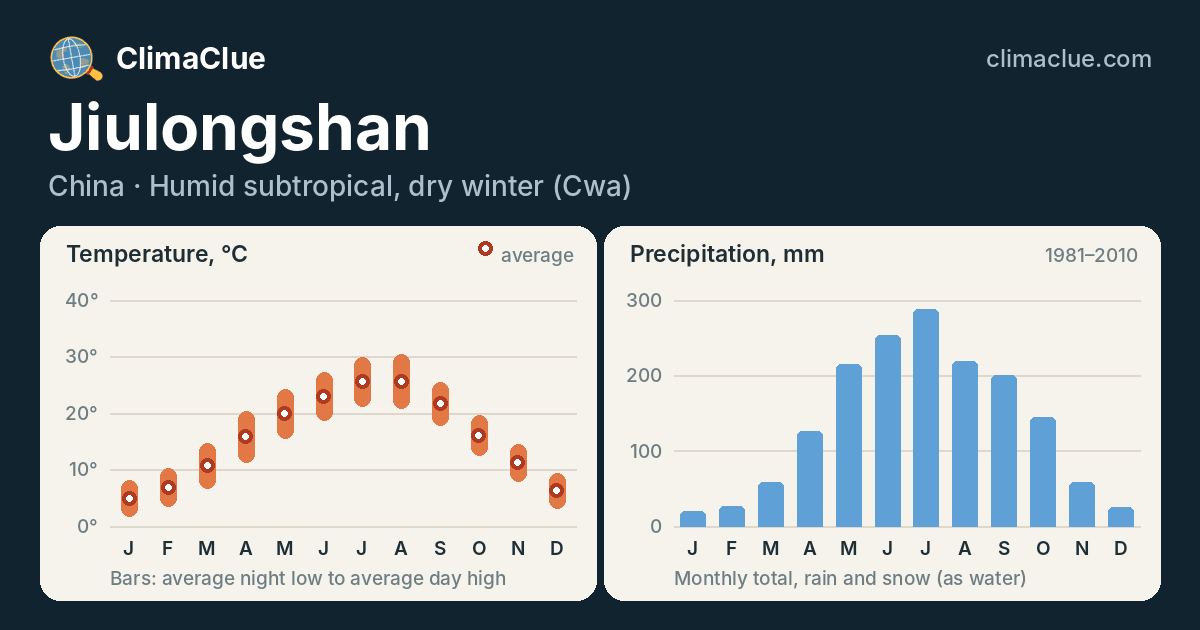 ClimaClue
climaclue.com
Jiulongshan
China · Humid subtropical, dry winter (Cwa)
Temperature, °C
average
40°
30°
20°
10°
0°
J F M A M J J A S O N D
Bars: average night low to average day high
Precipitation, mm
1981–2010
300
200
100
0
J F M A M J J A S O N D
Monthly total, rain and snow (as water)